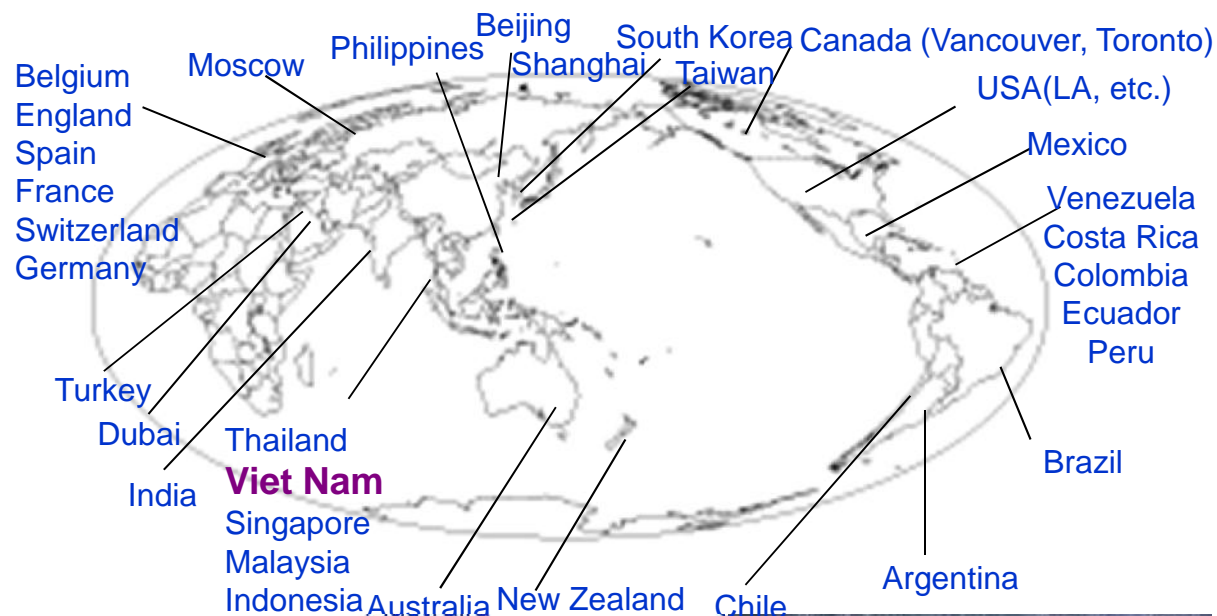 Beijing
Philippines
South Korea
Canada (Vancouver, Toronto)
Moscow
Shanghai
Taiwan
Belgium
England
Spain
France
Switzerland
Germany
USA(LA, etc.)
Mexico
Venezuela
Costa Rica
Colombia
Ecuador
Peru
Turkey
Dubai
India
Thailand
Viet Nam
Singapore
Malaysia
Indonesia
Australia
New Zealand
Chile
Argentina
Brazil